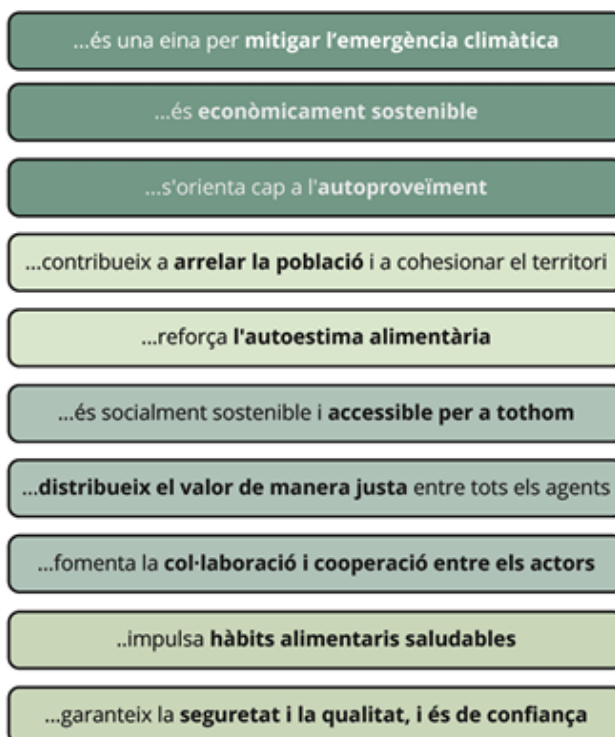 ...és una eina per mitigar l'emergència climàtica
...és econòmicament sostenible
...s'orienta cap a l'autoproveïment
...contribueix a arrelar la població i a cohesionar el territori
...reforça l'autoestima alimentària
...és socialment sostenible i accessible per a tothom
...distribueix el valor de manera justa entre tots els agents
...fomenta la col·laboració i cooperació entre els actors
..impulsa hàbits alimentaris saludables
...garanteix la seguretat i la qualitat, i és de confiança